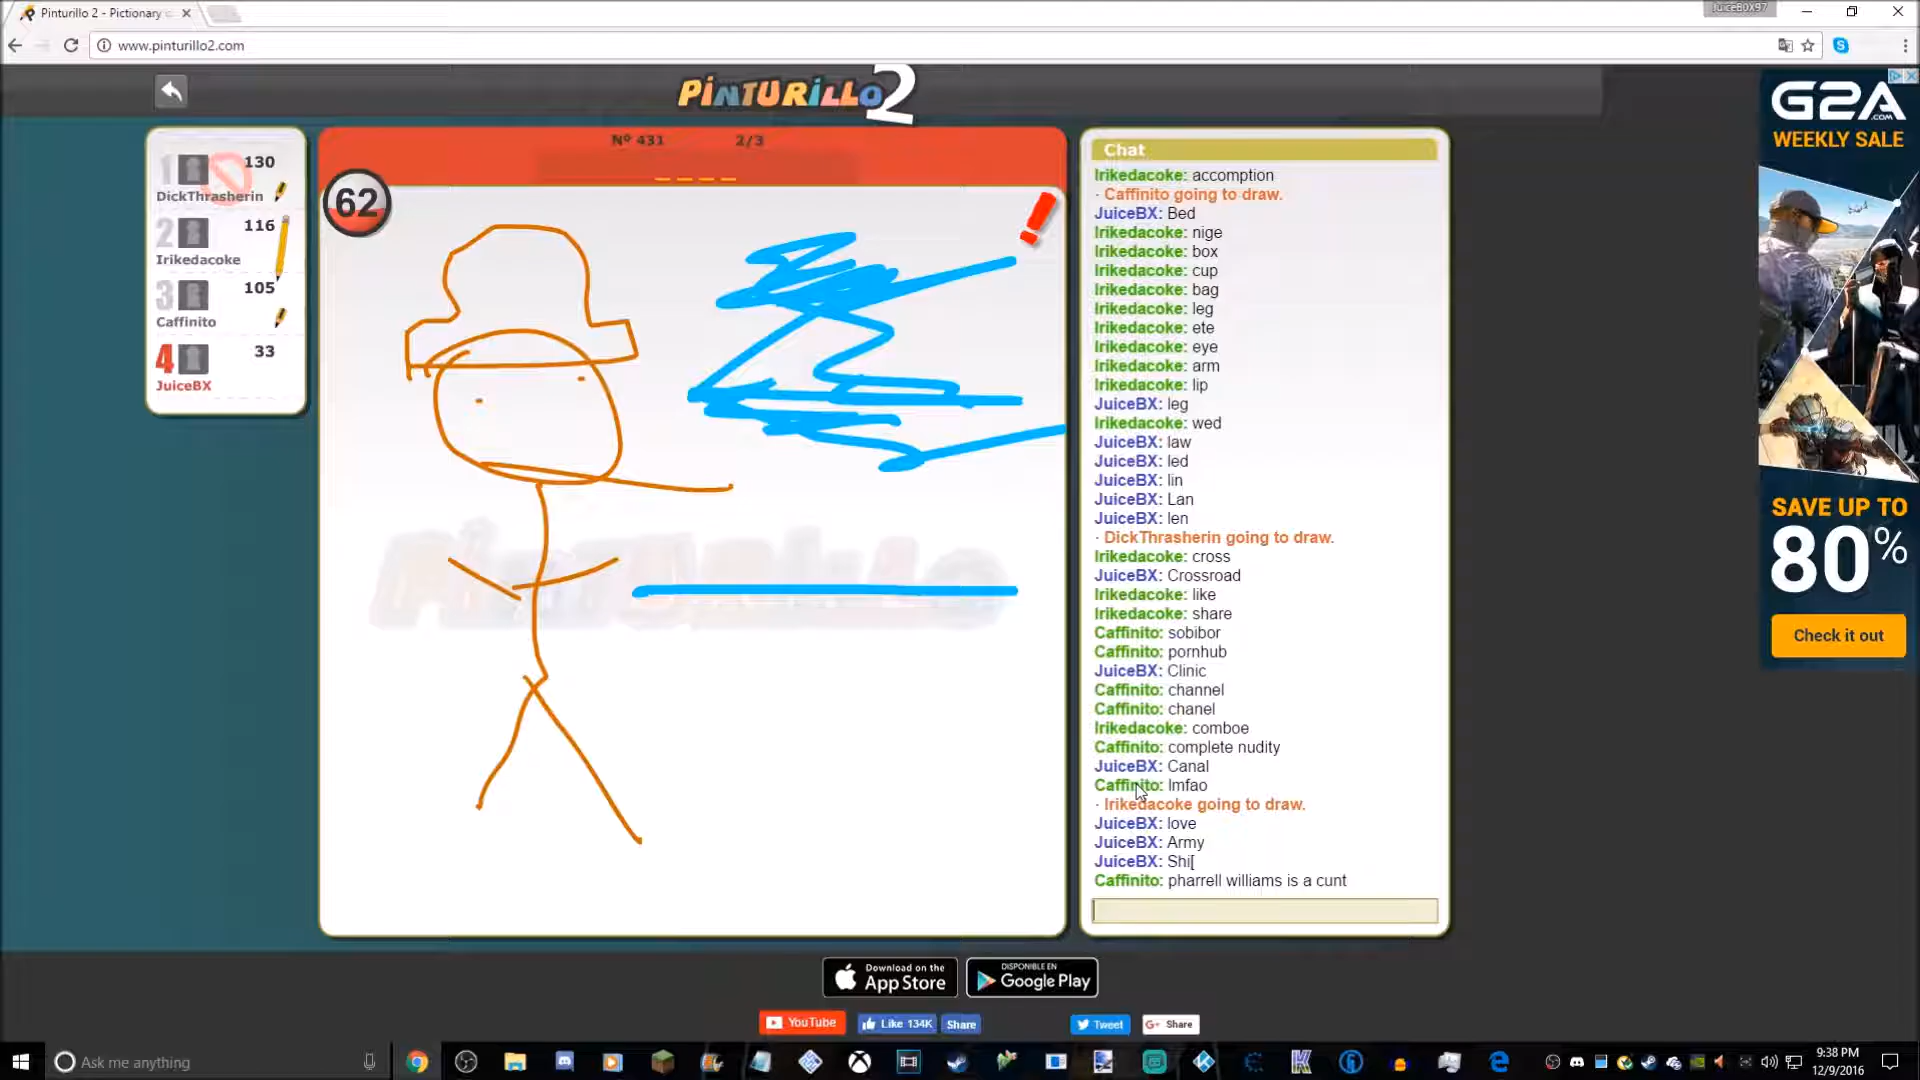 Pinturillo 2 - Pictionary
JuiceB0X97
www.pinturillo2.com
PiNTURiLLo2
Nº 431
2/3
62
1
130
DickThrasherin
2
116
Irikedacoke
3
105
Caffinito
4
33
JuiceBX
Chat
Irikedacoke: accomption
· Caffinito going to draw.
JuiceBX: Bed
Irikedacoke: nige
Irikedacoke: box
Irikedacoke: cup
Irikedacoke: bag
Irikedacoke: leg
Irikedacoke: ete
Irikedacoke: eye
Irikedacoke: arm
Irikedacoke: lip
JuiceBX: leg
Irikedacoke: wed
JuiceBX: law
JuiceBX: led
JuiceBX: lin
JuiceBX: Lan
JuiceBX: len
· DickThrasherin going to draw.
Irikedacoke: cross
JuiceBX: Crossroad
Irikedacoke: like
Irikedacoke: share
Caffinito: sobibor
Caffinito: pornhub
JuiceBX: Clinic
Caffinito: channel
Caffinito: chanel
Irikedacoke: comboe
Caffinito: complete nudity
JuiceBX: Canal
Caffinito: lmfao
· Irikedacoke going to draw.
JuiceBX: love
JuiceBX: Army
JuiceBX: Shi[
Caffinito: pharrell williams is a cunt
G2A
.COM
WEEKLY SALE
SAVE UP TO
80%
Check it out
Download on the
App Store
DISPONIBLE EN
Google Play
YouTube
Like 134K
Share
Tweet
G+ Share
Ask me anything
9:38 PM
12/9/2016